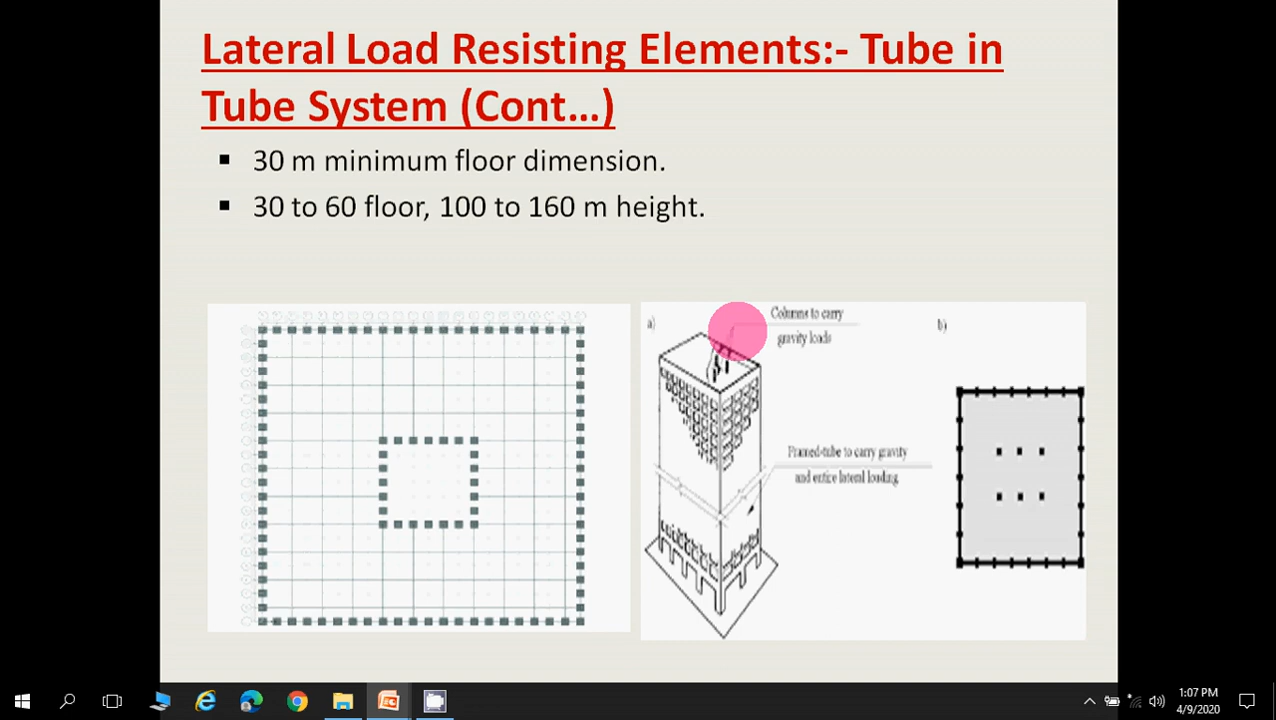 Lateral Load Resisting Elements:- Tube in
Tube System (Cont...)
▪ 30 m minimum floor dimension.
▪ 30 to 60 floor, 100 to 160 m height.
a)
Columns to carry
gravity loads
b)
Framed-tube to carry gravity
and entire lateral loading
1:07 PM
4/9/2020